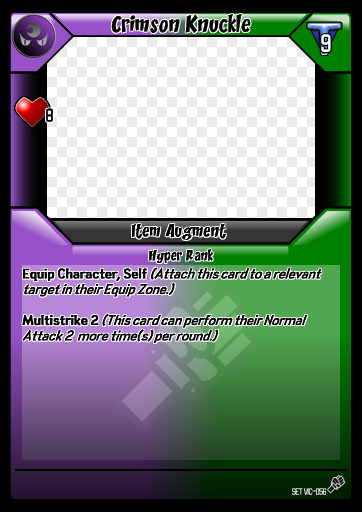 Crimson Knuckle
9
8
Item Augment
Hyper Rank
Equip Character, Self (Attach this card to a relevant
target in their Equip Zone.)
Multistrike 2 (This card can perform their Normal
Attack 2 more time(s) per round.)
SET VIC-056